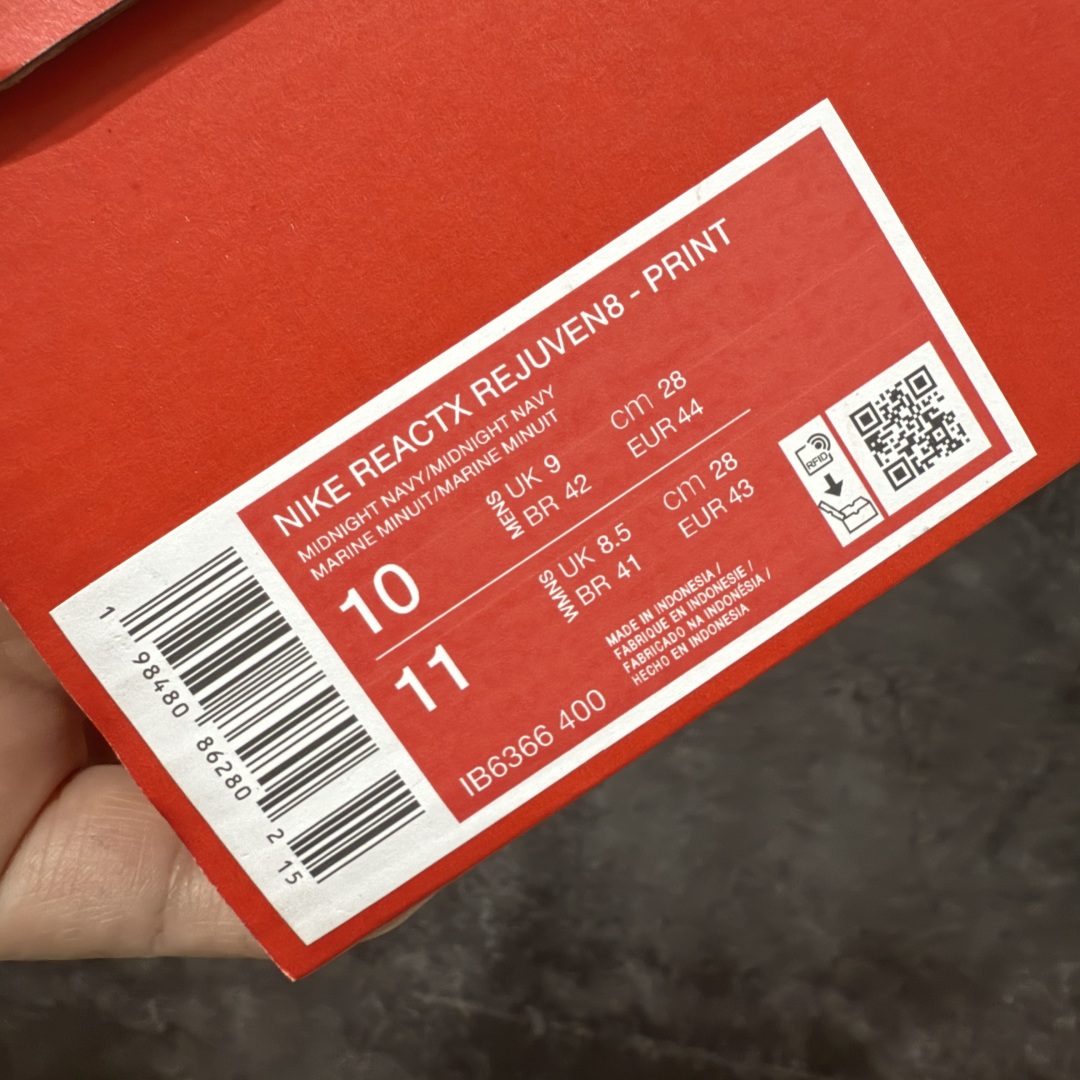 NIKE REACTX REJUVEN8 - PRINT
MIDNIGHT NAVY/MIDNIGHT NAVY
MARINE MINUIT/MARINE MINUIT
10
MENS
UK 9
BR 42
cm 28
EUR 44
11
WMNS
UK 8.5
BR 41
cm 28
EUR 43
IB6366 400
MADE IN INDONESIA /
FABRIQUE EN INDONESIE /
FABRICADO NA INDONÉSIA /
HECHO EN INDONESIA
RFID
1 98480 86280 2 15